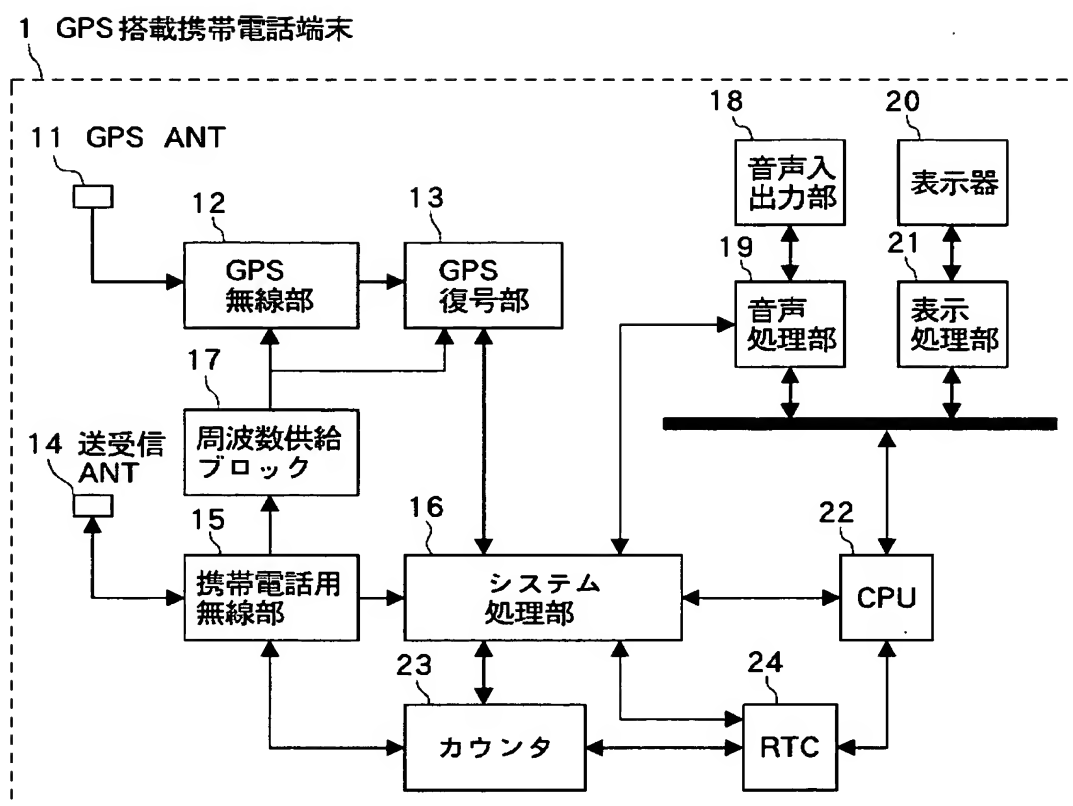 1 GPS搭載携帯電話端末
11 GPS ANT
12
GPS
無線部
13
GPS
復号部
18
音声入
出力部
20
表示器
19
音声
処理部
21
表示
処理部
17
周波数供給
ブロック
14 送受信
ANT
15
携帯電話用
無線部
16
システム
処理部
22
CPU
23
カウンタ
24
RTC